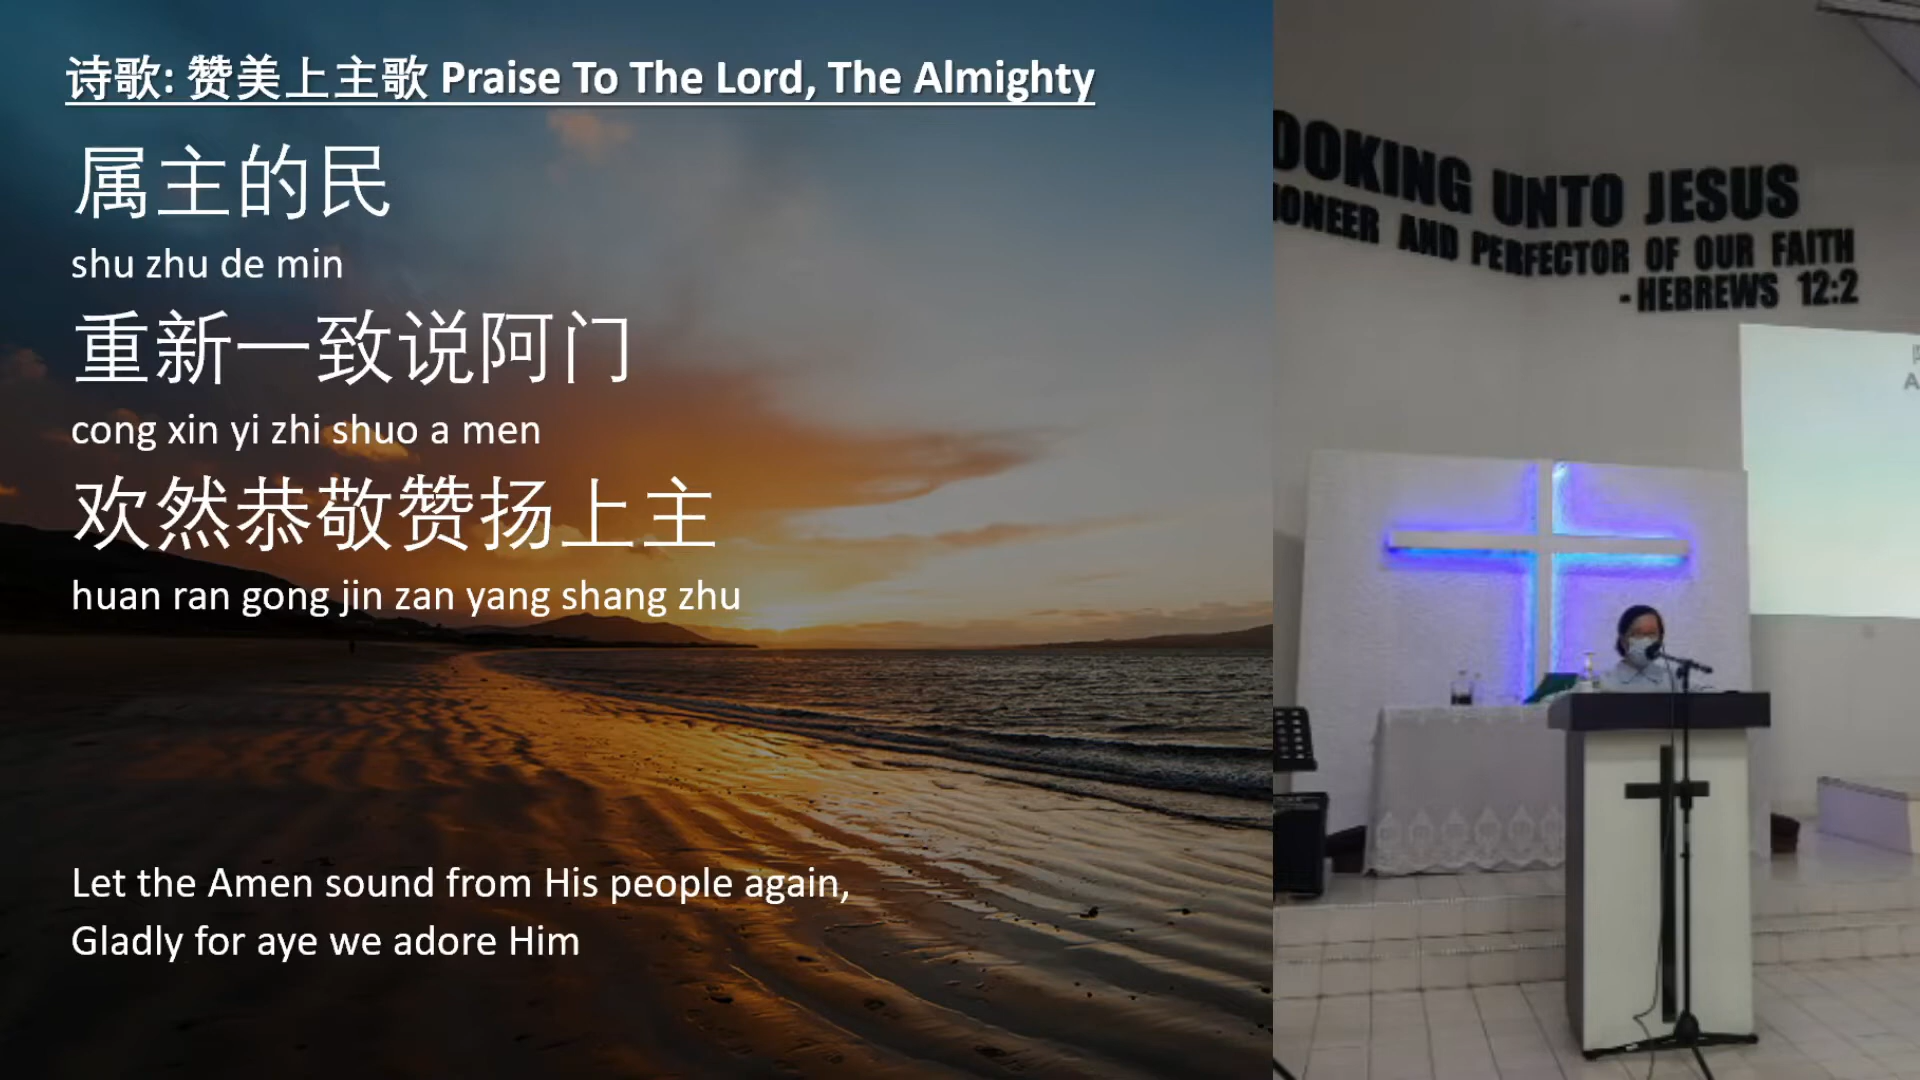 诗歌: 赞美上主歌 Praise To The Lord, The Almighty
属主的民
shu zhu de min
重新一致说阿门
cong xin yi zhi shuo a men
欢然恭敬赞扬上主
huan ran gong jin zan yang shang zhu
Let the Amen sound from His people again,
Gladly for aye we adore Him
OOKING UNTO JESUS
IONEER AND PERFECTOR OF OUR FAITH
- HEBREWS 12:2